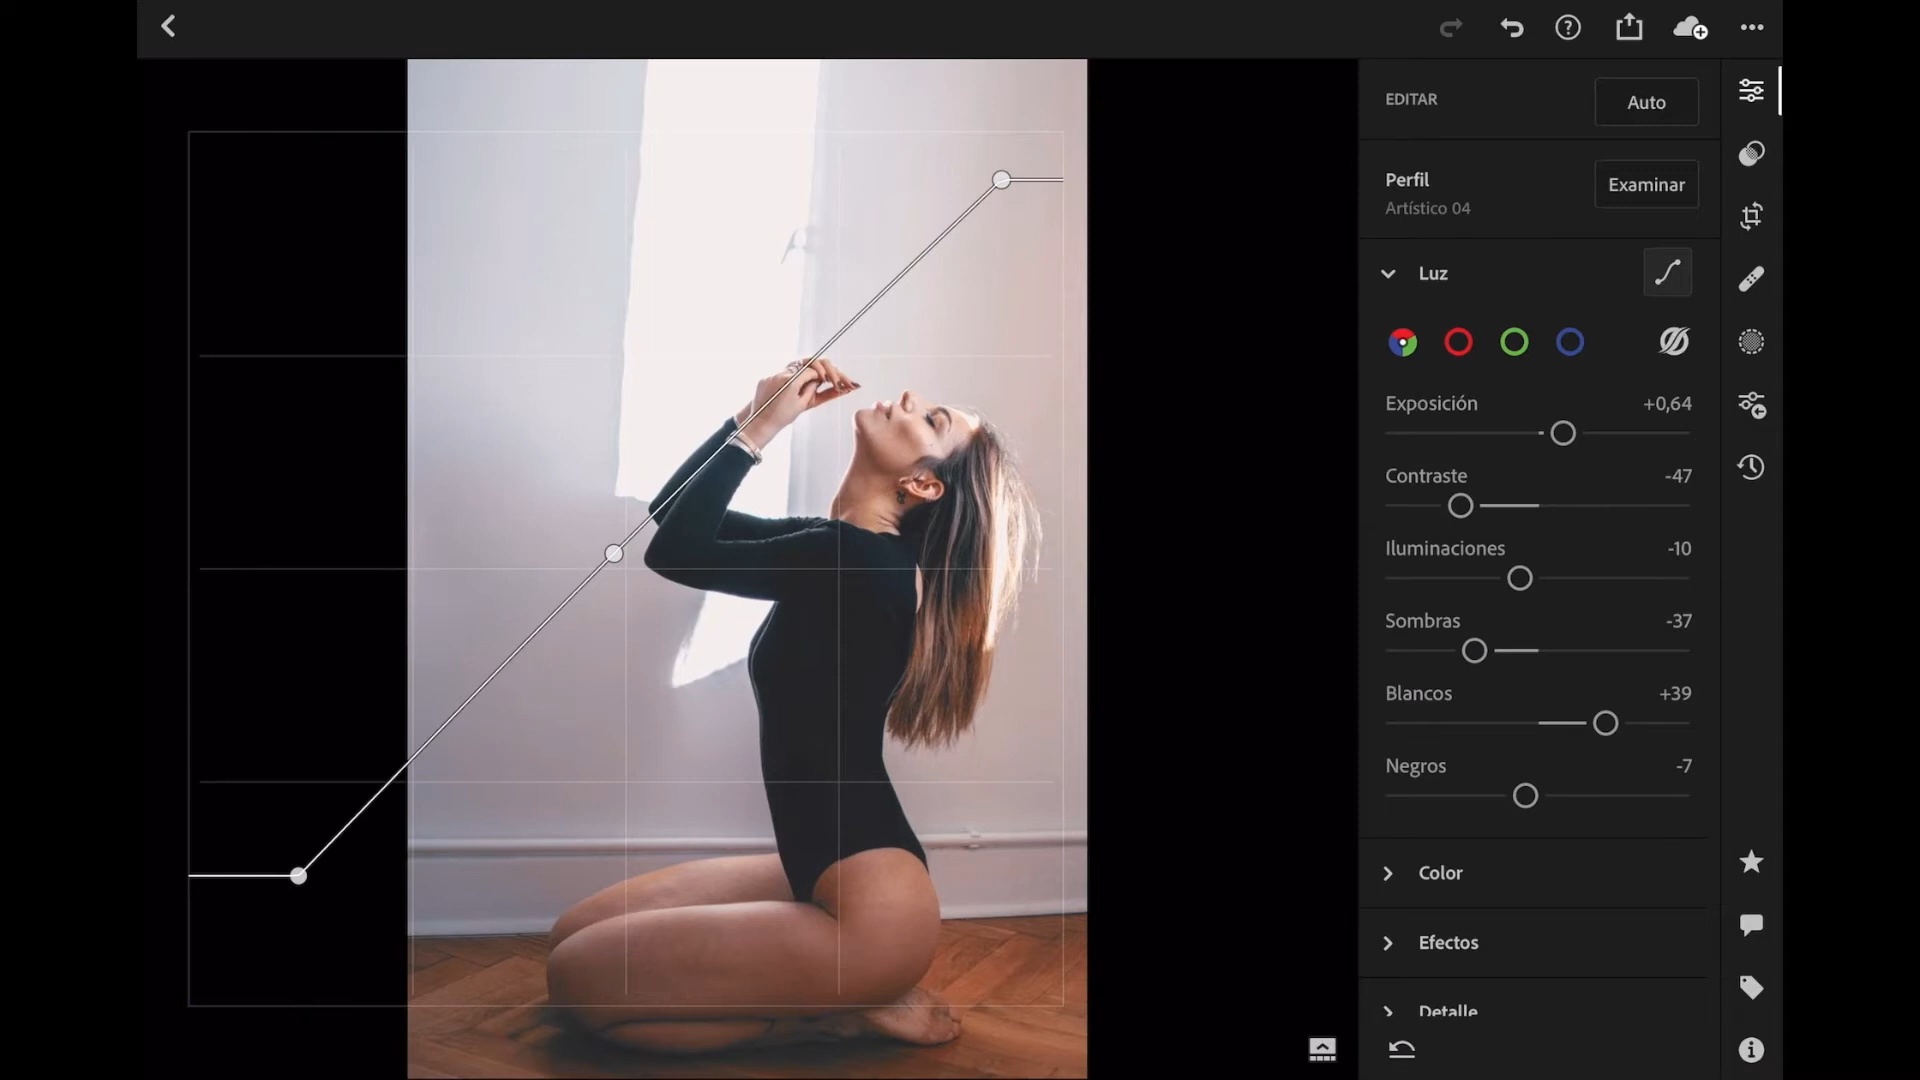 EDITAR
Auto
Perfil
Artístico 04
Examinar
Luz
Exposición +0,64
Contraste -47
Iluminaciones -10
Sombras -37
Blancos +39
Negros -7
Color
Efectos
Detalle